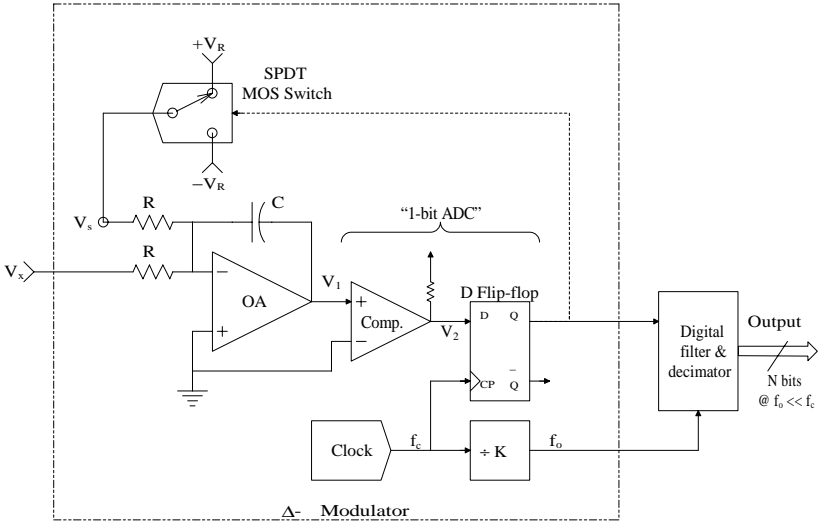 +V_R
SPDT
MOS Switch
−V_R
R
C
V_s
"1-bit ADC"
R
V_x
V_1
D Flip-flop
−
OA
+
+
Comp.
−
V_2
D
Q
CP
Q̅
Digital
filter &
decimator
Output
N bits
@ f_o << f_c
Clock
f_c
÷ K
f_o
Δ- Modulator